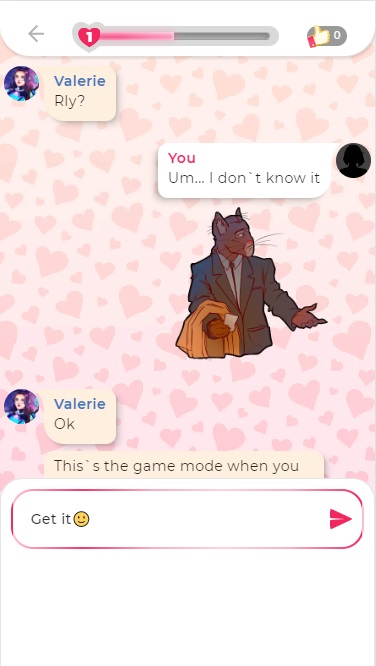 1
0
Valerie
Rly?
You
Um... I don`t know it
Valerie
Ok
This`s the game mode when you
Get it🙂